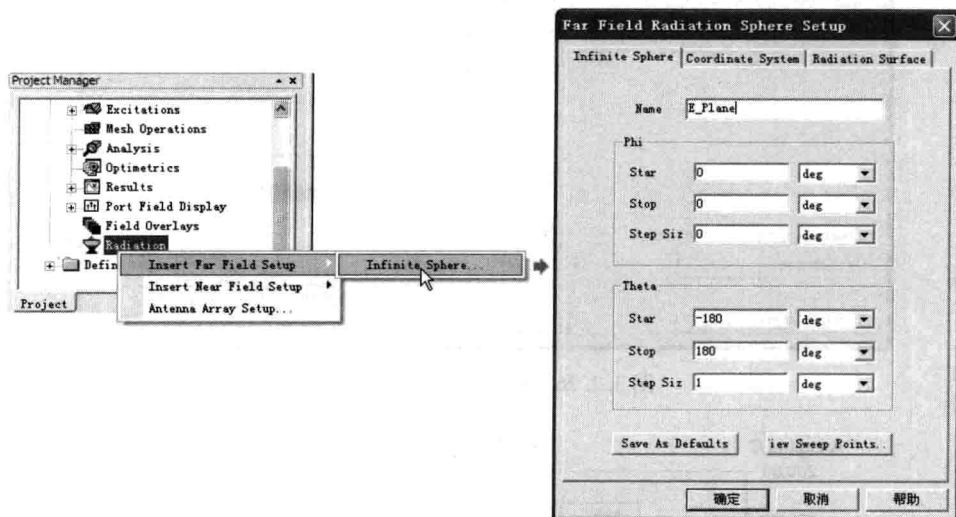 Project Manager
Excitations
Mesh Operations
Analysis
Optimetrics
Results
Port Field Display
Field Overlays
Radiation
Defin
Project
Insert Far Field Setup
Insert Near Field Setup
Antenna Array Setup...
Infinite Sphere...
Far Field Radiation Sphere Setup
Infinite Sphere Coordinate System Radiation Surface
Name E_Plane
Phi
Star 0 deg
Stop 0 deg
Step Siz 0 deg
Theta
Star -180 deg
Stop 180 deg
Step Siz 1 deg
Save As Defaults iew Sweep Points..
确定 取消 帮助